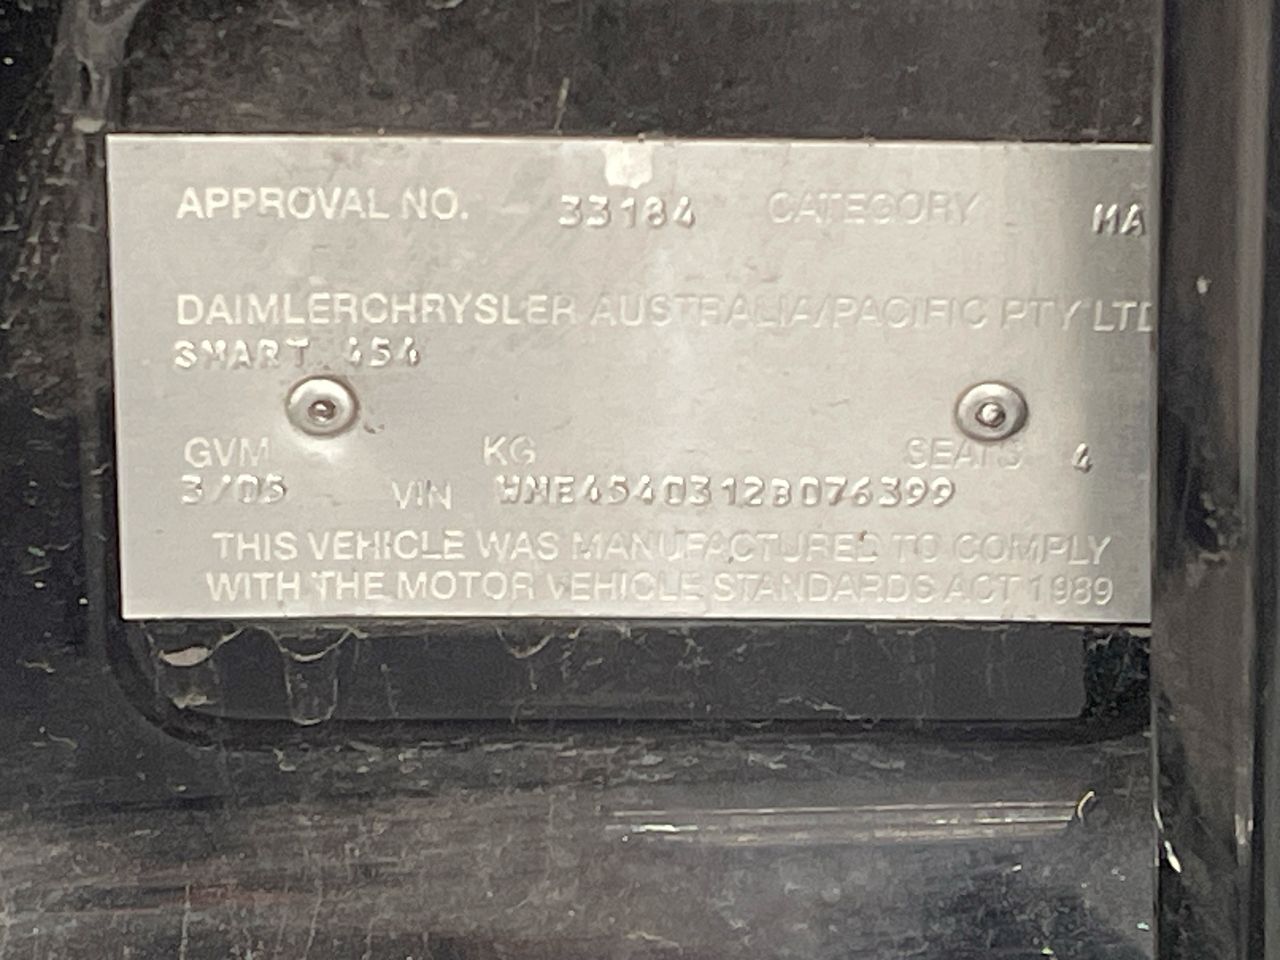 APPROVAL NO. 33184 CATEGORY MA
DAIMLERCHRYSLER AUSTRALIA/PACIFIC PTY LTD
SMART 454
GVM KG SEATS 4
3/05 VIN WME4540312B076399
THIS VEHICLE WAS MANUFACTURED TO COMPLY
WITH THE MOTOR VEHICLE STANDARDS ACT 1989